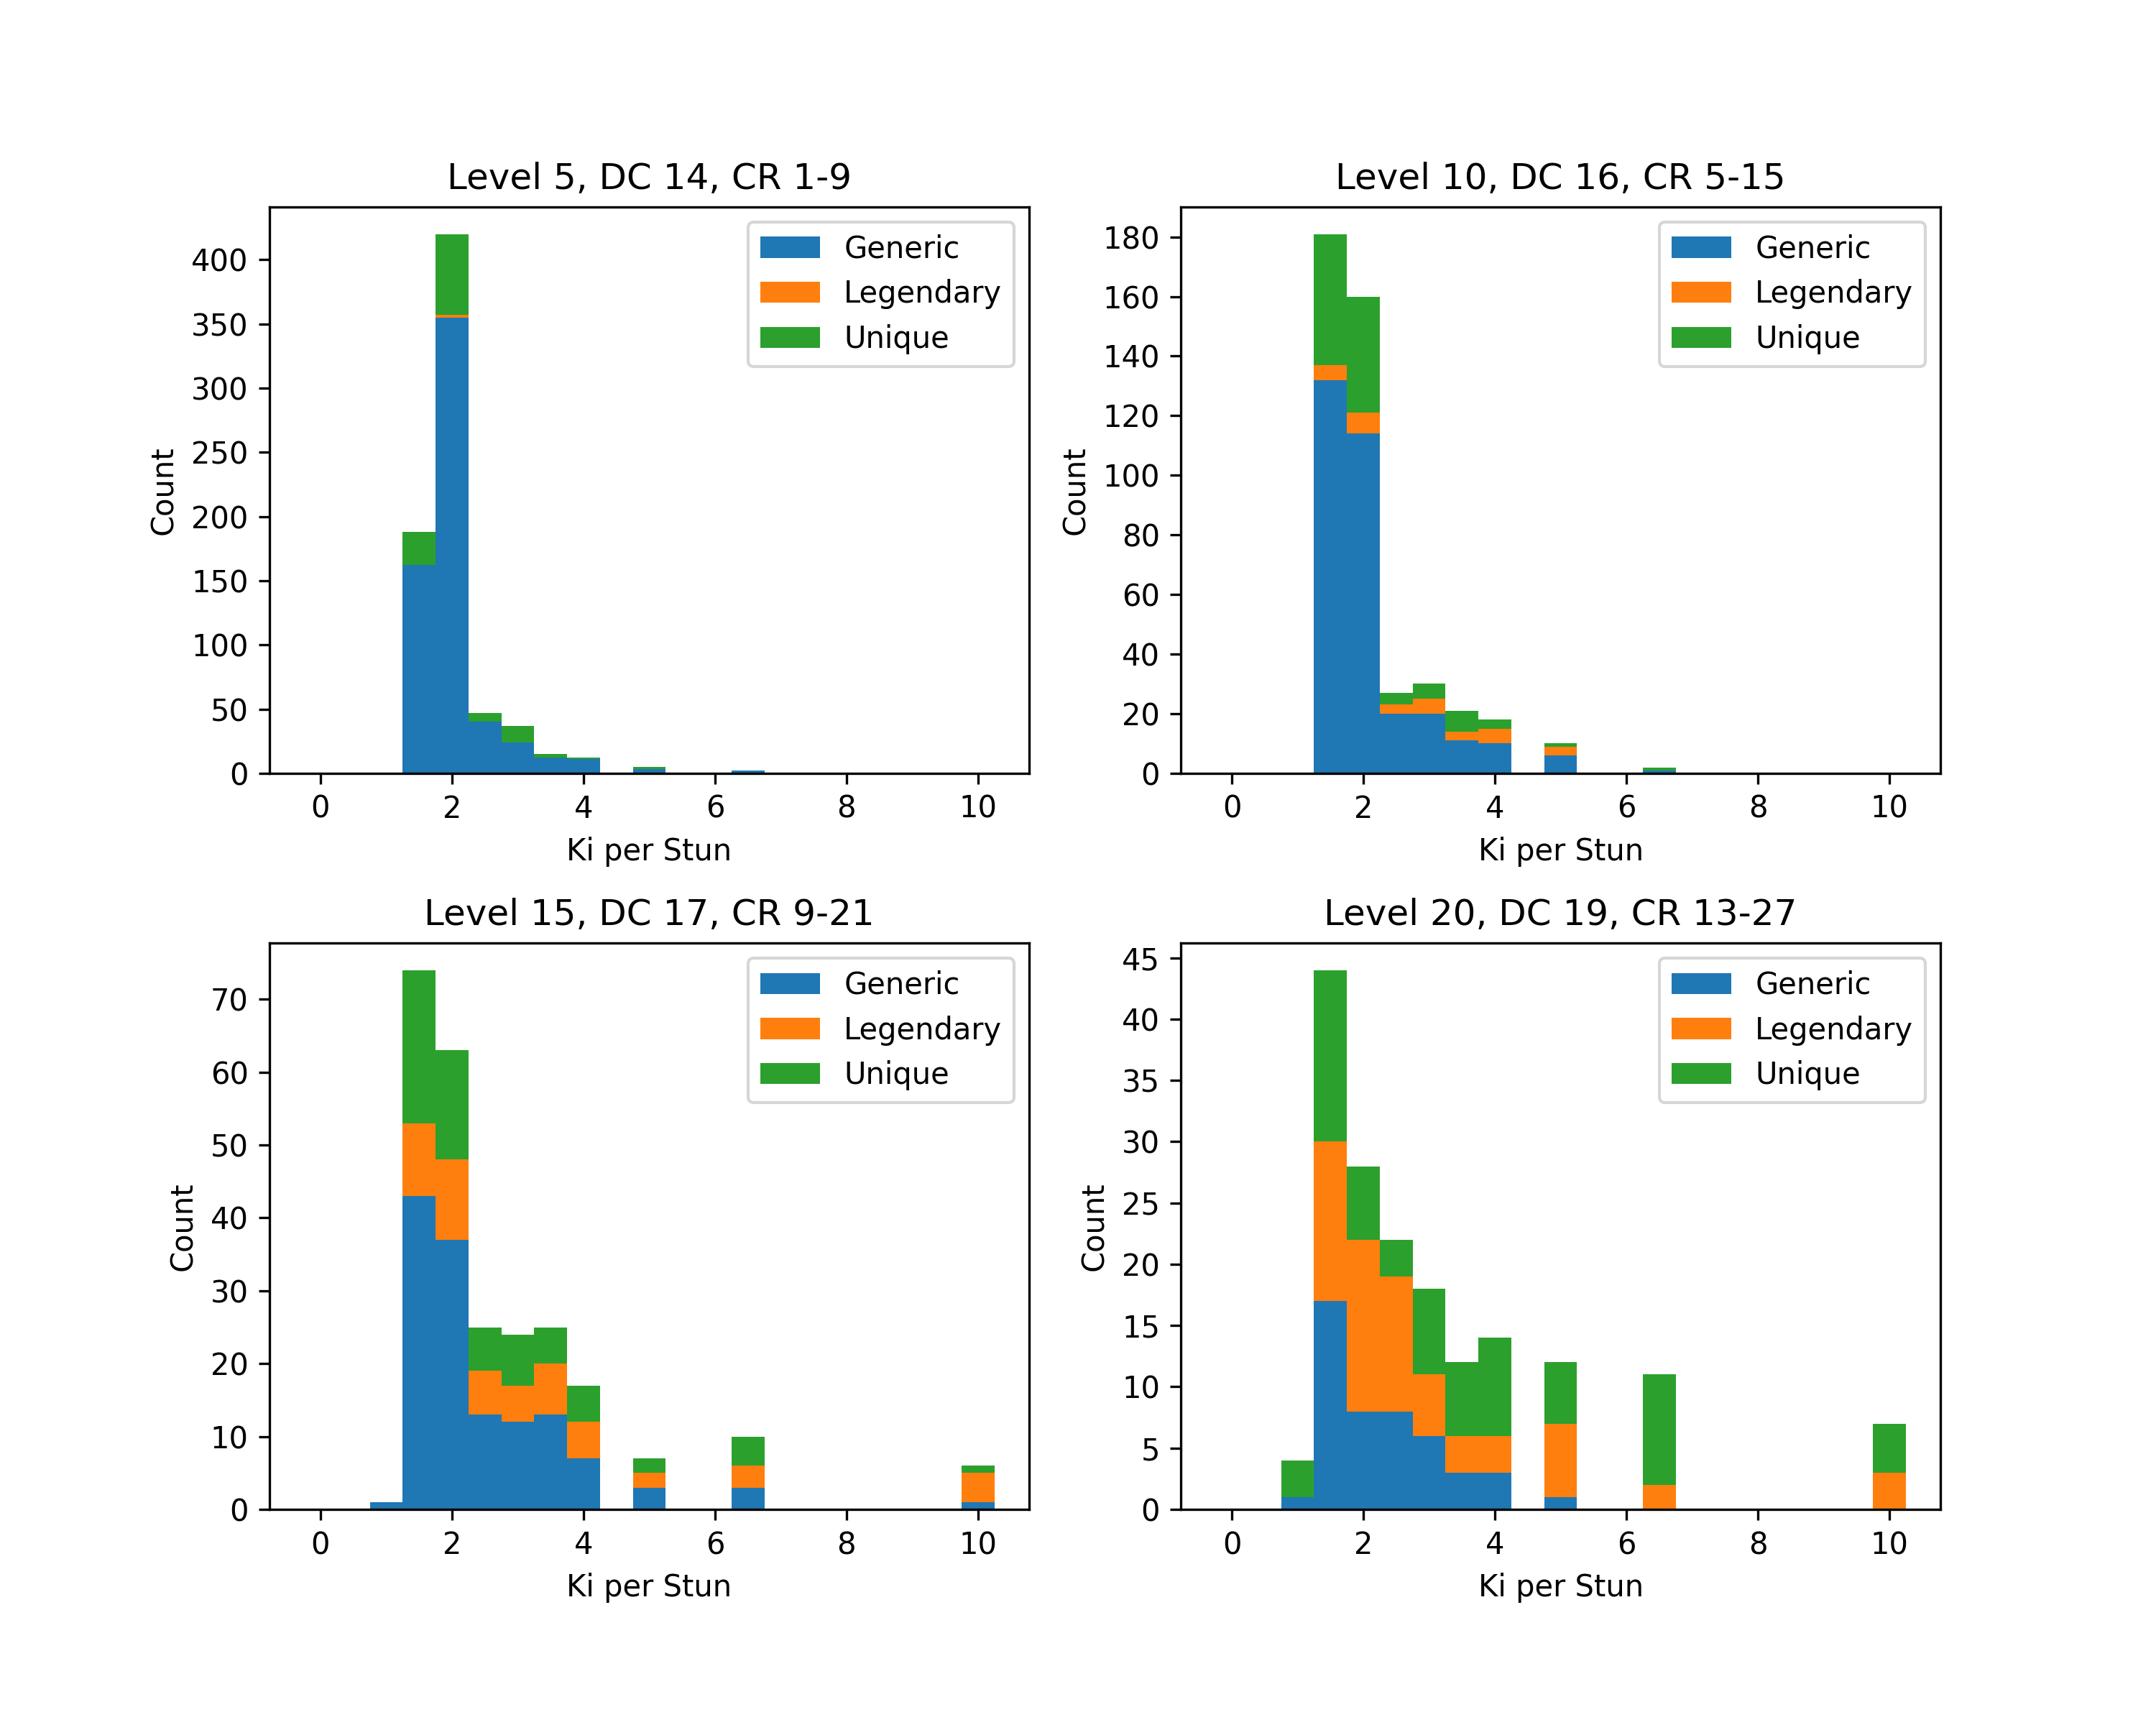 Level 5, DC 14, CR 1-9
Count
400
350
300
250
200
150
100
50
0
Generic
Legendary
Unique
0 2 4 6 8 10
Ki per Stun
Level 10, DC 16, CR 5-15
Count
180
160
140
120
100
80
60
40
20
0
Generic
Legendary
Unique
0 2 4 6 8 10
Ki per Stun
Level 15, DC 17, CR 9-21
Count
70
60
50
40
30
20
10
0
Generic
Legendary
Unique
0 2 4 6 8 10
Ki per Stun
Level 20, DC 19, CR 13-27
Count
45
40
35
30
25
20
15
10
5
0
Generic
Legendary
Unique
0 2 4 6 8 10
Ki per Stun